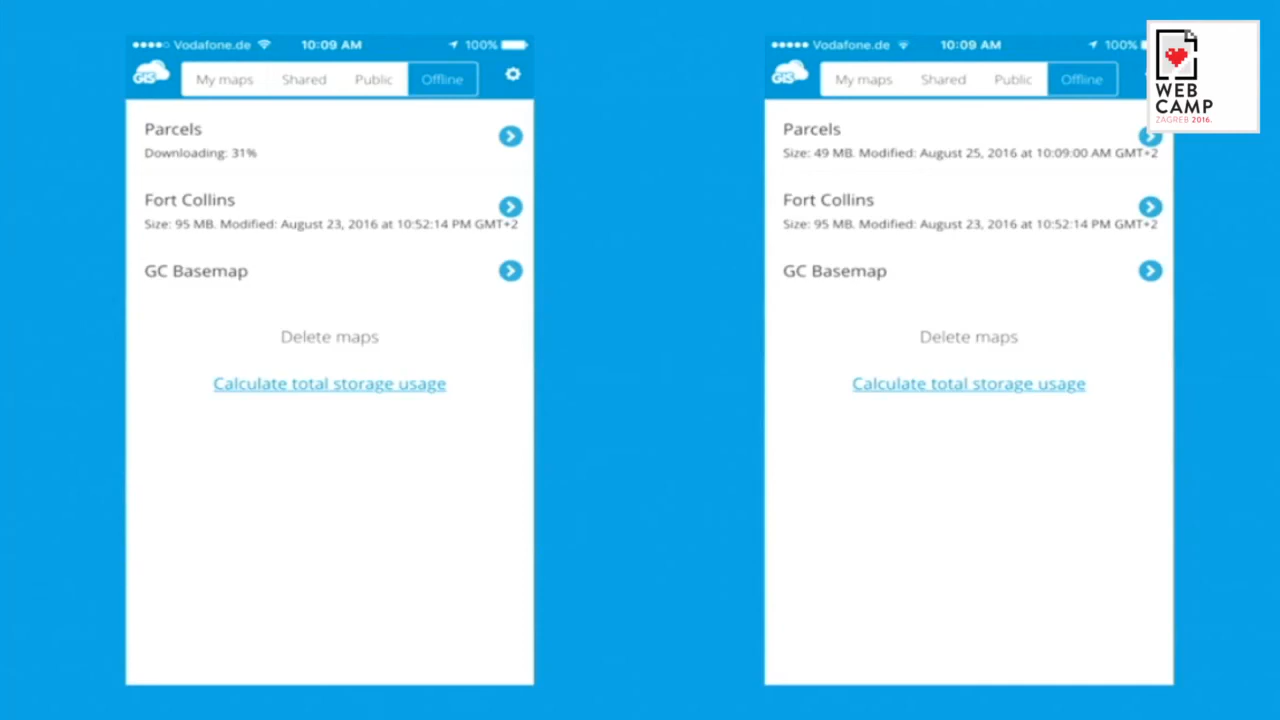 Vodafone.de 10:09 AM 100%
GIS My maps Shared Public Offline
Parcels
Downloading: 31%
Fort Collins
Size: 95 MB. Modified: August 23, 2016 at 10:52:14 PM GMT+2
GC Basemap
Delete maps
Calculate total storage usage
Vodafone.de 10:09 AM 100%
GIS My maps Shared Public Offline
Parcels
Size: 49 MB. Modified: August 25, 2016 at 10:09:00 AM GMT+2
Fort Collins
Size: 95 MB. Modified: August 23, 2016 at 10:52:14 PM GMT+2
GC Basemap
Delete maps
Calculate total storage usage
WEB
CAMP
ZAGREB 2016.